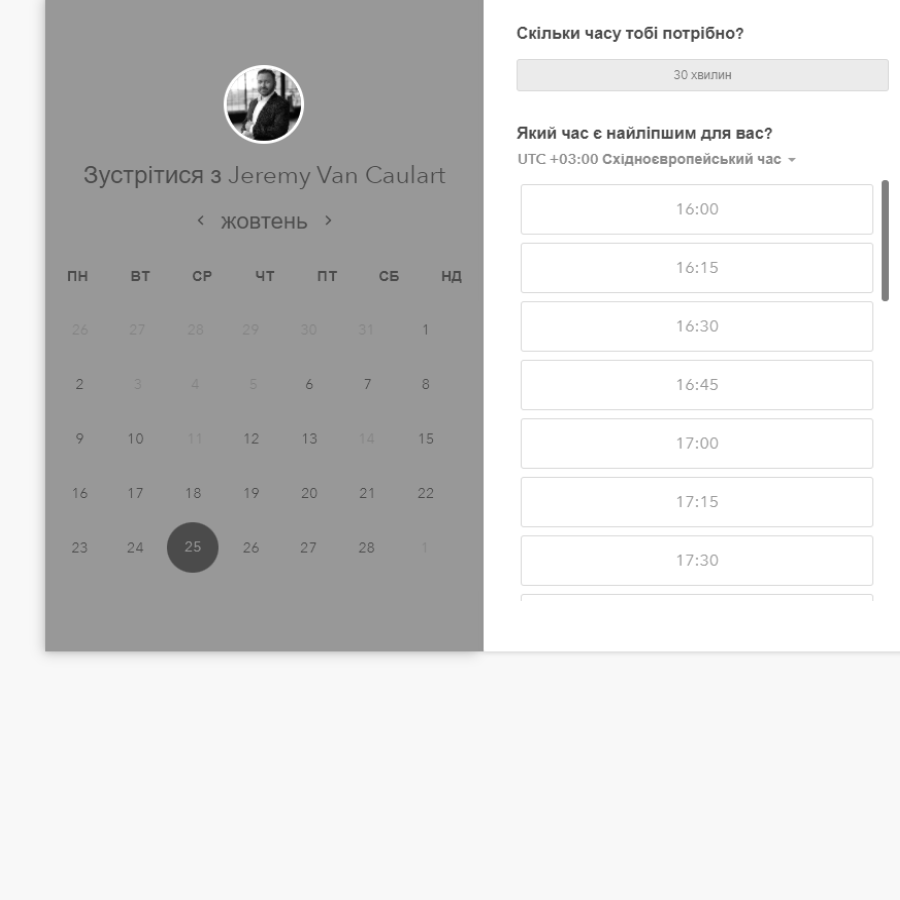 Зустрітися з Jeremy Van Caulart
жовтень
ПН ВТ СР ЧТ ПТ СБ НД
26 27 28 29 30 31 1
2 3 4 5 6 7 8
9 10 11 12 13 14 15
16 17 18 19 20 21 22
23 24 25 26 27 28 1
Скільки часу тобі потрібно?
30 хвилин
Який час є найліпшим для вас?
UTC +03:00 Східноєвропейський час
16:00
16:15
16:30
16:45
17:00
17:15
17:30